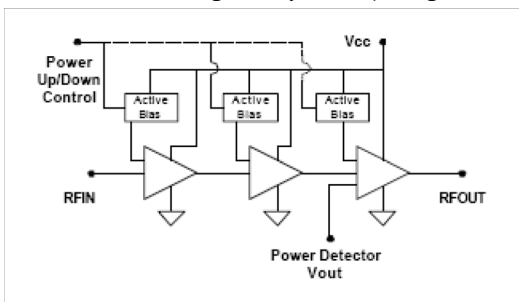 Power
Up/Down
Control
Vcc
Active
Bias
Active
Bias
Active
Bias
RFIN
RFOUT
Power Detector
Vout